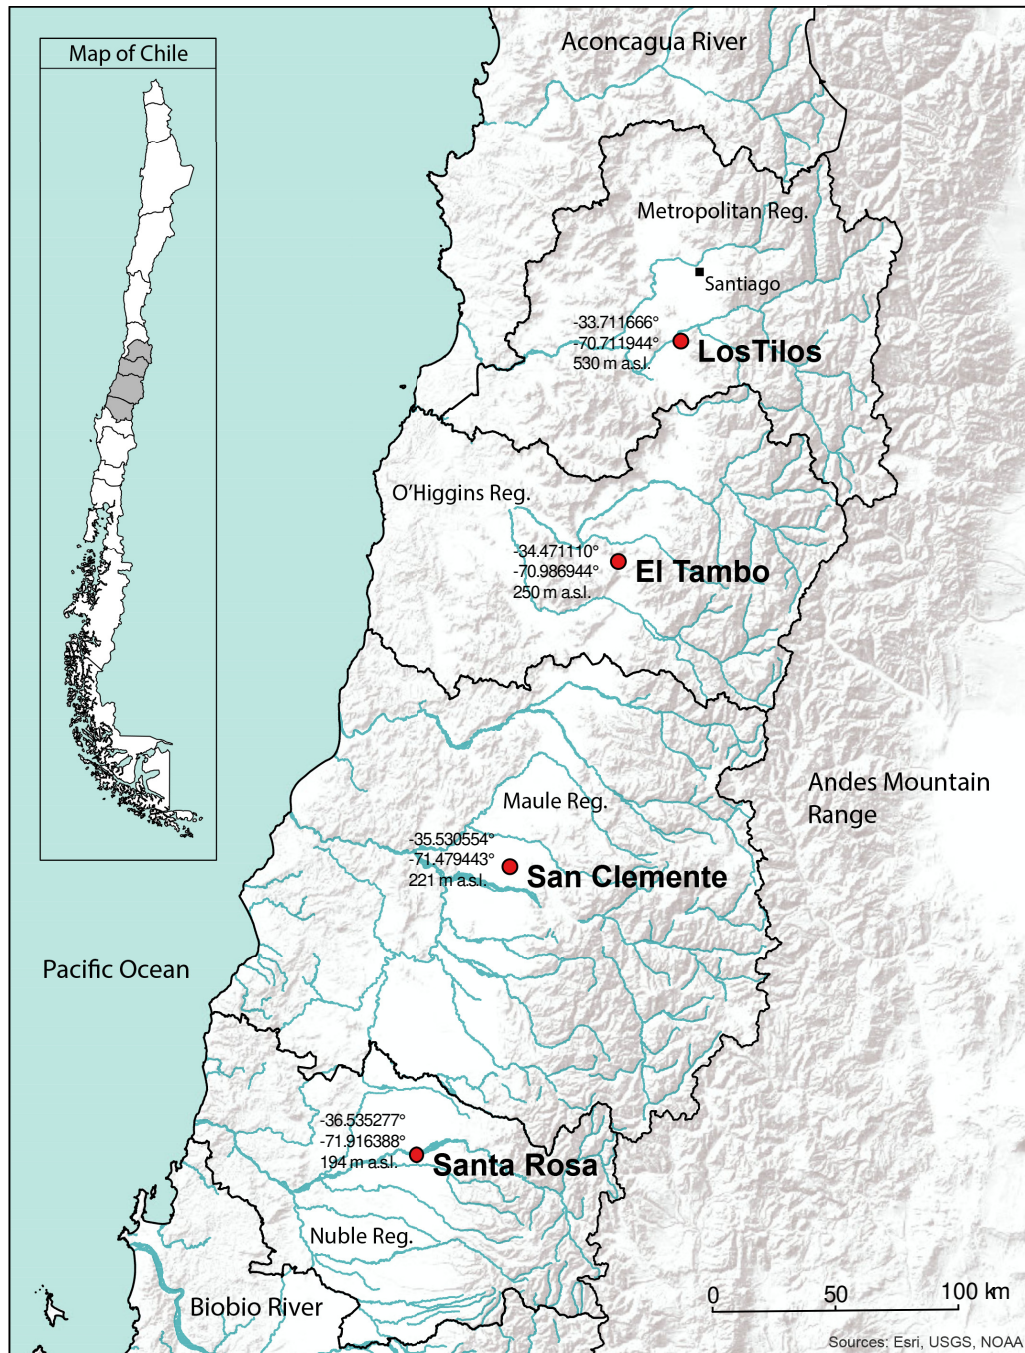 Map of Chile
Aconcagua River
Metropolitan Reg.
Santiago
-33.711666°
-70.711944°
530 m a.s.l.
LosTilos
O'Higgins Reg.
-34.471110°
-70.986944°
250 m a.s.l.
El Tambo
Andes Mountain
Range
Maule Reg.
-35.530554°
-71.479443°
221 m a.s.l.
San Clemente
Pacific Ocean
-36.535277°
-71.916388°
194 m a.s.l.
Santa Rosa
Nuble Reg.
Biobio River
0 50 100 km
Sources: Esri, USGS, NOAA